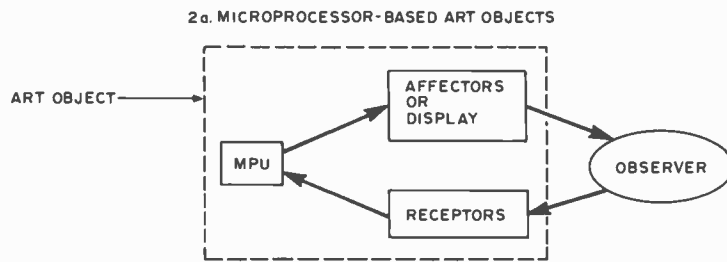 2a. MICROPROCESSOR-BASED ART OBJECTS
ART OBJECT
AFFECTORS
OR
DISPLAY
MPU
OBSERVER
RECEPTORS